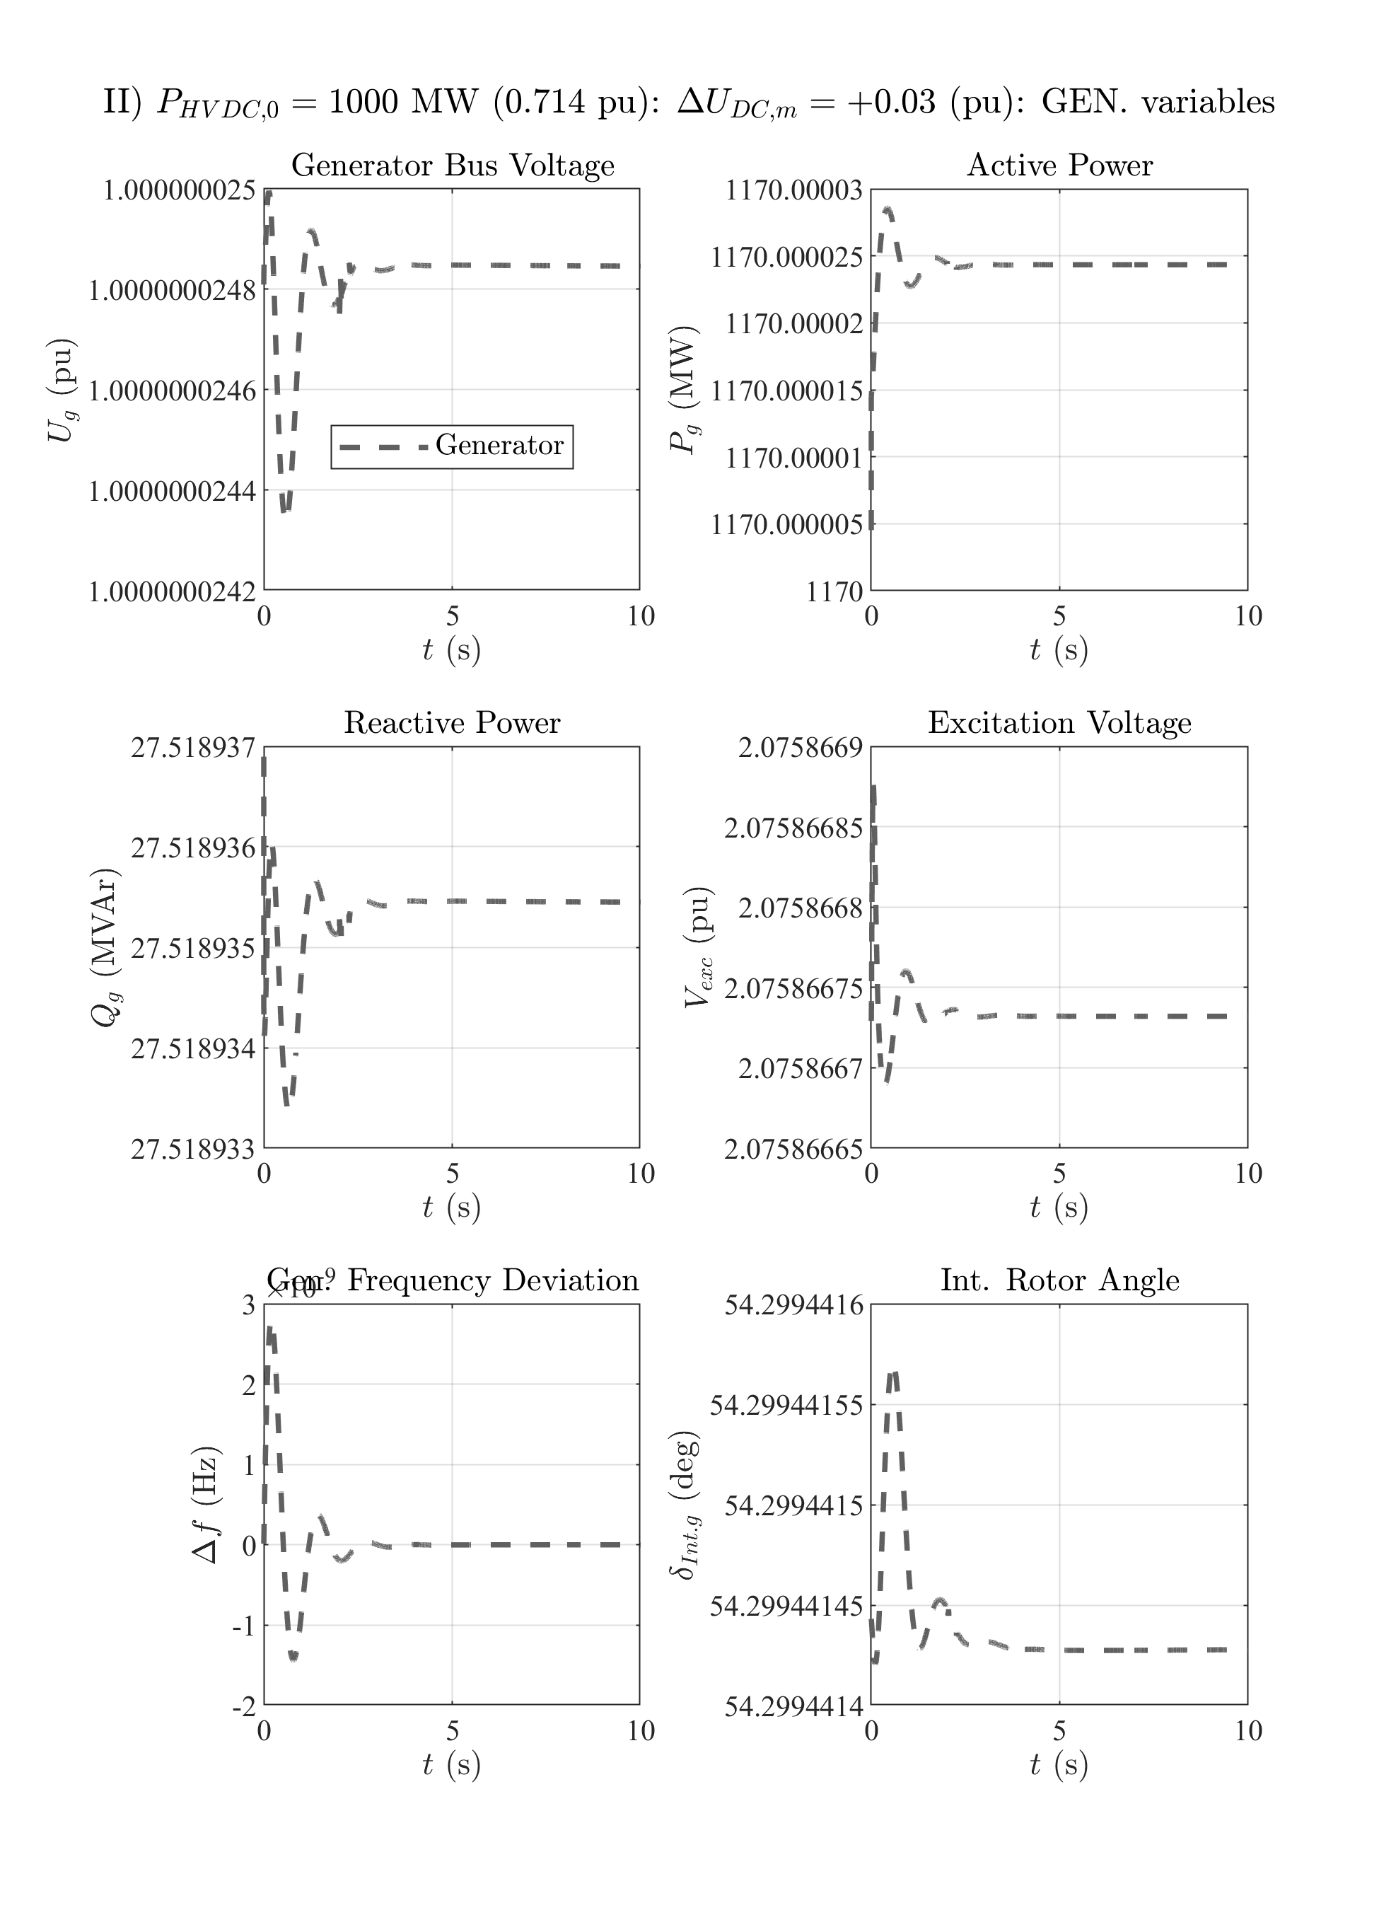 II) P_{HVDC,0} = 1000 MW (0.714 pu): ΔU_{DC,m} = +0.03 (pu): GEN. variables
Generator Bus Voltage
1.000000025
1.0000000248
1.0000000246
1.0000000244
1.0000000242
U_g (pu)
Generator
0 5 10
t (s)
Active Power
1170.00003
1170.000025
1170.00002
1170.000015
1170.00001
1170.000005
1170
P_g (MW)
0 5 10
t (s)
Reactive Power
27.518937
27.518936
27.518935
27.518934
27.518933
Q_g (MVAr)
0 5 10
t (s)
Excitation Voltage
2.0758669
2.07586685
2.0758668
2.07586675
2.0758667
2.07586665
V_{exc} (pu)
0 5 10
t (s)
Gen. Frequency Deviation
3
2
1
0
-1
-2
Δf (Hz)
0 5 10
t (s)
Int. Rotor Angle
54.2994416
54.29944155
54.2994415
54.29944145
54.2994414
δ_{Int.g} (deg)
0 5 10
t (s)